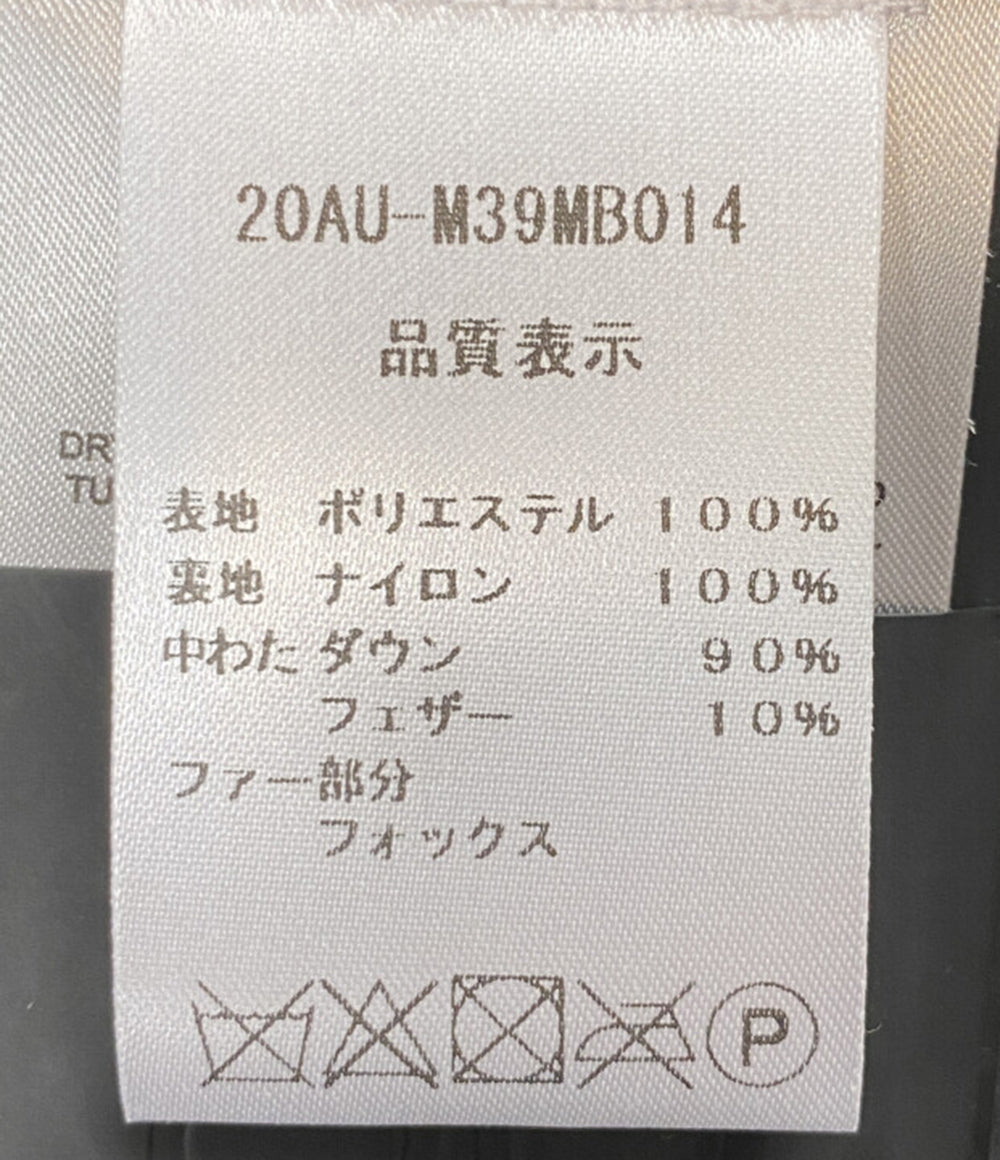 20AU-M39MB014
品質表示
DR
TU
表地 ポリエステル 100%
裏地 ナイロン 100%
中わた ダウン 90%
フェザー 10%
ファー部分
フォックス
P